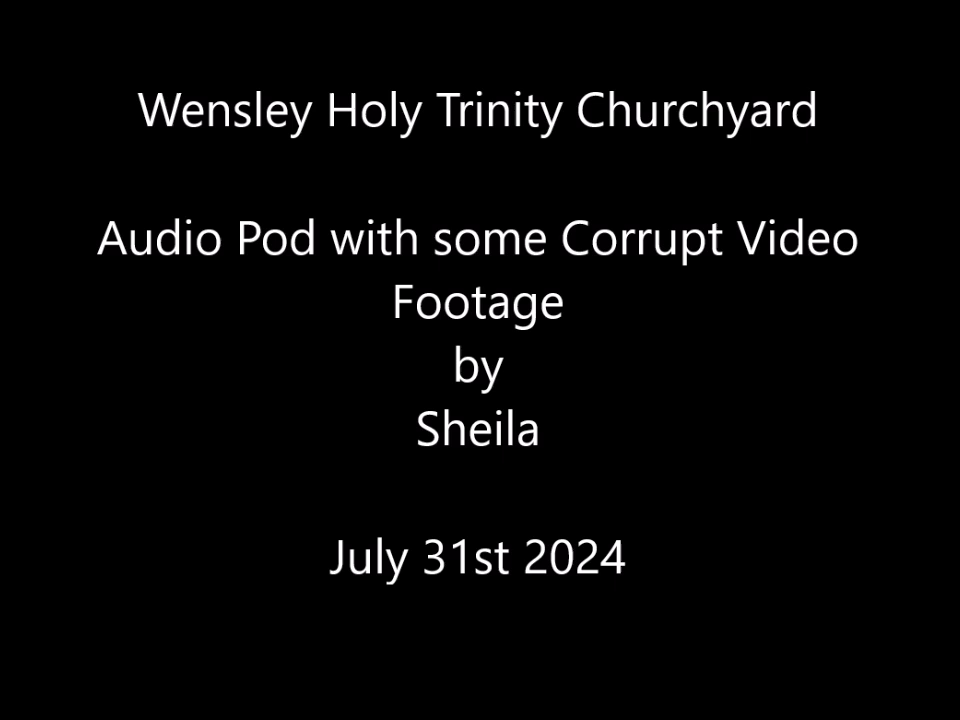 Wensley Holy Trinity Churchyard
Audio Pod with some Corrupt Video
Footage
by
Sheila
July 31st 2024